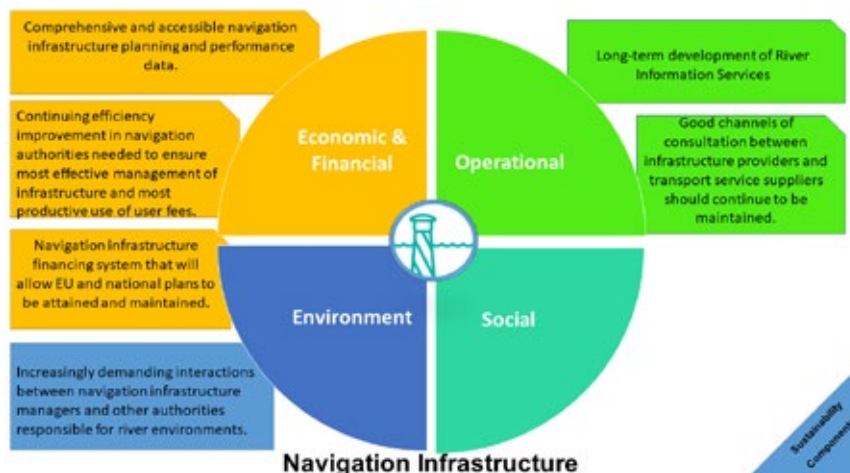 Comprehensive and accessible navigation
infrastructure planning and performance
data.
Continuing efficiency
improvement in navigation
authorities needed to ensure
most effective management of
infrastructure and most
productive use of user fees.
Navigation infrastructure
financing system that will
allow EU and national plans to
be attained and maintained.
Increasingly demanding interactions
between navigation infrastructure
managers and other authorities
responsible for river environments.
Economic &
Financial
Operational
Environment
Social
Long-term development of River
Information Services
Good channels of
consultation between
infrastructure providers and
transport service suppliers
should continue to be
maintained.
Navigation Infrastructure
Sustainability